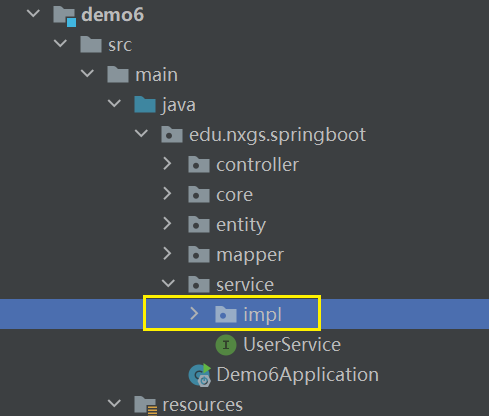 demo6
src
main
java
edu.nxgs.springboot
controller
core
entity
mapper
service
impl
I UserService
Demo6Application
resources